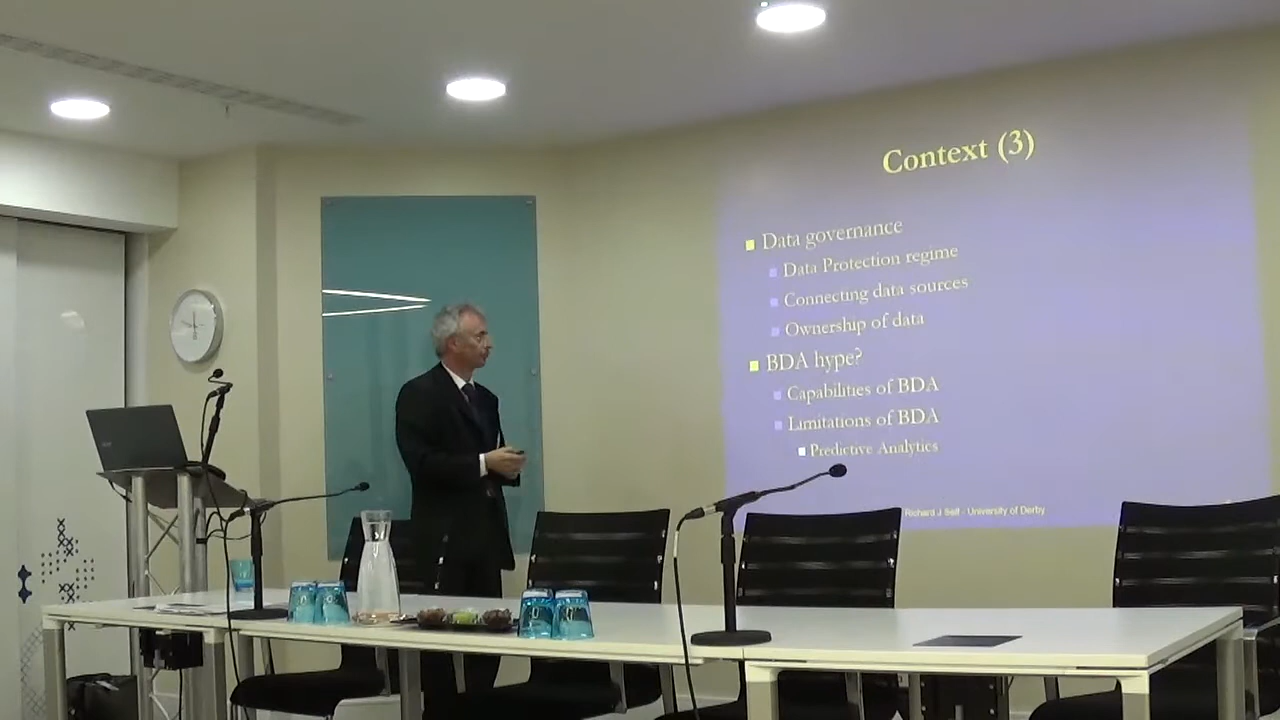 Context (3)
Data governance
Data Protection regime
Connecting data sources
Ownership of data
BDA hype?
Capabilities of BDA
Limitations of BDA
Predictive Analytics
Richard J Self - University of Derby